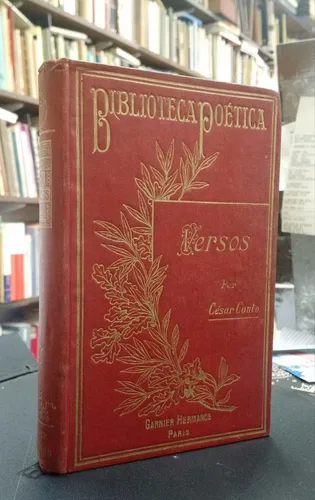 BIBLIOTECA POÉTICA
Versos
Por
César Conto
GARNIER HERMANOS
PARIS